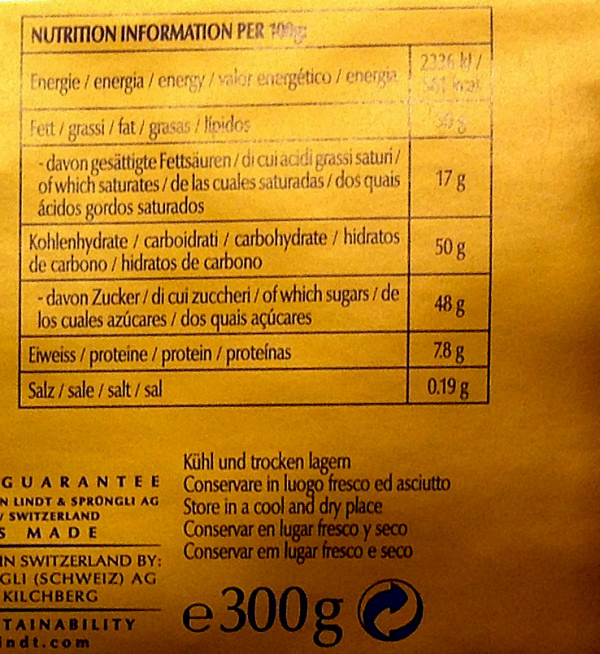 NUTRITION INFORMATION PER 100g:
Energie / energia / energy / valor energético / energia
2336 kJ /
561 kcal
Fett / grassi / fat / grasas / lípidos
- davon gesättigte Fettsäuren / di cui acidi grassi saturi /
of which saturates / de las cuales saturadas / dos quais
ácidos gordos saturados
17 g
Kohlenhydrate / carboidrati / carbohydrate / hidratos
de carbono / hidratos de carbono
50 g
- davon Zucker / di cui zuccheri / of which sugars / de
los cuales azúcares / dos quais açúcares
48 g
Eiweiss / proteine / protein / proteínas
7.8 g
Salz / sale / salt / sal
0.19 g
GUARANTEE
N LINDT & SPRÜNGLI AG
/ SWITZERLAND
S MADE
IN SWITZERLAND BY:
GLI (SCHWEIZ) AG
KILCHBERG
TAINABILITY
indt.com
Kühl und trocken lagern
Conservare in luogo fresco ed asciutto
Store in a cool and dry place
Conservar en lugar fresco y seco
Conservar em lugar fresco e seco
e 300g